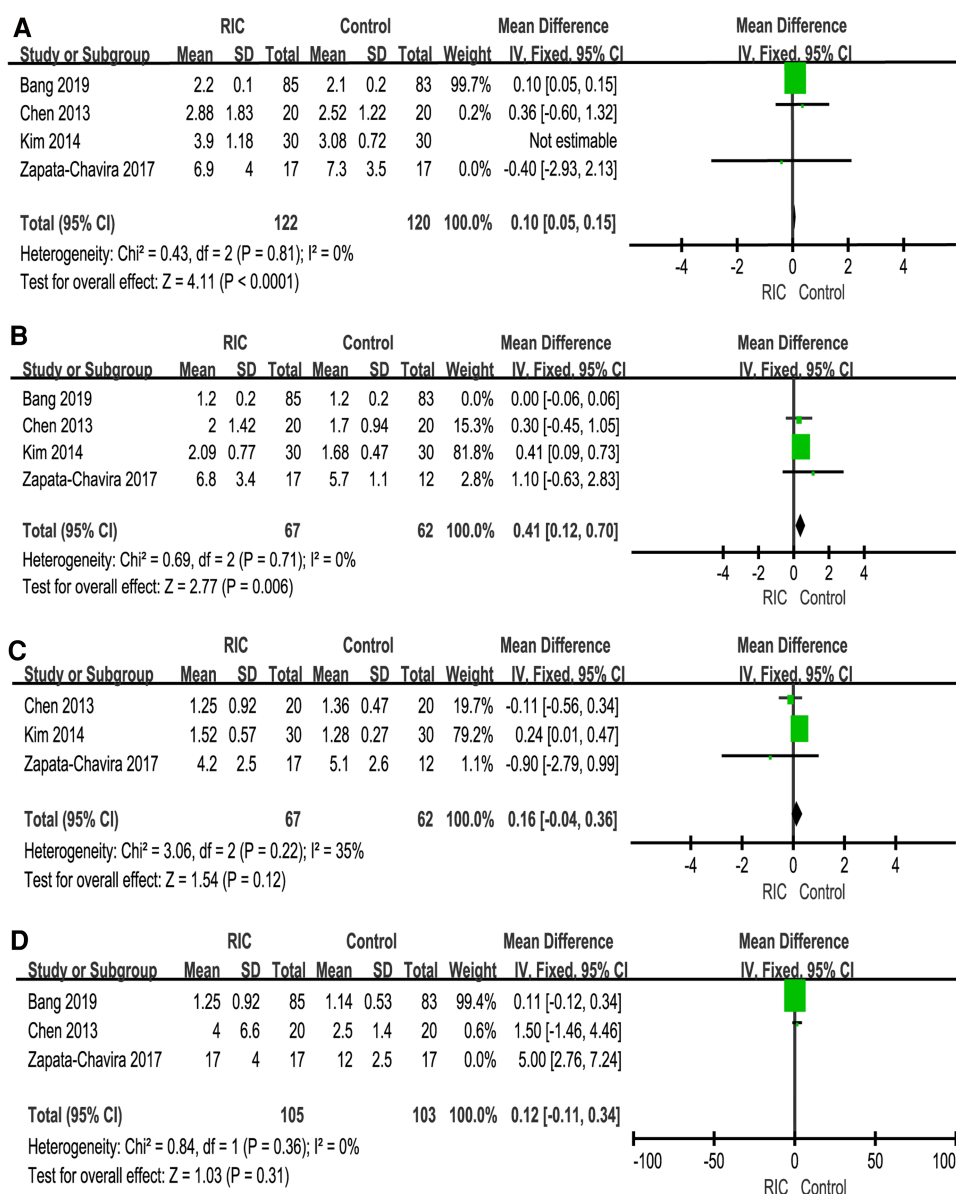 A
RIC Control Mean Difference Mean Difference
Study or Subgroup Mean SD Total Mean SD Total Weight IV. Fixed. 95% CI IV. Fixed. 95% CI
Bang 2019 2.2 0.1 85 2.1 0.2 83 99.7% 0.10 [0.05, 0.15]
Chen 2013 2.88 1.83 20 2.52 1.22 20 0.2% 0.36 [-0.60, 1.32]
Kim 2014 3.9 1.18 30 3.08 0.72 30 Not estimable
Zapata-Chavira 2017 6.9 4 17 7.3 3.5 17 0.0% -0.40 [-2.93, 2.13]
Total (95% CI) 122 120 100.0% 0.10 [0.05, 0.15]
Heterogeneity: Chi² = 0.43, df = 2 (P = 0.81); I² = 0%
Test for overall effect: Z = 4.11 (P < 0.0001)
-4 -2 0 2 4
RIC Control
B
RIC Control Mean Difference Mean Difference
Study or Subgroup Mean SD Total Mean SD Total Weight IV. Fixed. 95% CI IV. Fixed. 95% CI
Bang 2019 1.2 0.2 85 1.2 0.2 83 0.0% 0.00 [-0.06, 0.06]
Chen 2013 2 1.42 20 1.7 0.94 20 15.3% 0.30 [-0.45, 1.05]
Kim 2014 2.09 0.77 30 1.68 0.47 30 81.8% 0.41 [0.09, 0.73]
Zapata-Chavira 2017 6.8 3.4 17 5.7 1.1 12 2.8% 1.10 [-0.63, 2.83]
Total (95% CI) 67 62 100.0% 0.41 [0.12, 0.70]
Heterogeneity: Chi² = 0.69, df = 2 (P = 0.71); I² = 0%
Test for overall effect: Z = 2.77 (P = 0.006)
-4 -2 0 2 4
RIC Control
C
RIC Control Mean Difference Mean Difference
Study or Subgroup Mean SD Total Mean SD Total Weight IV. Fixed. 95% CI IV. Fixed. 95% CI
Chen 2013 1.25 0.92 20 1.36 0.47 20 19.7% -0.11 [-0.56, 0.34]
Kim 2014 1.52 0.57 30 1.28 0.27 30 79.2% 0.24 [0.01, 0.47]
Zapata-Chavira 2017 4.2 2.5 17 5.1 2.6 12 1.1% -0.90 [-2.79, 0.99]
Total (95% CI) 67 62 100.0% 0.16 [-0.04, 0.36]
Heterogeneity: Chi² = 3.06, df = 2 (P = 0.22); I² = 35%
Test for overall effect: Z = 1.54 (P = 0.12)
-4 -2 0 2 4
RIC Control
D
RIC Control Mean Difference Mean Difference
Study or Subgroup Mean SD Total Mean SD Total Weight IV. Fixed. 95% CI IV. Fixed. 95% CI
Bang 2019 1.25 0.92 85 1.14 0.53 83 99.4% 0.11 [-0.12, 0.34]
Chen 2013 4 6.6 20 2.5 1.4 20 0.6% 1.50 [-1.46, 4.46]
Zapata-Chavira 2017 17 4 17 12 2.5 17 0.0% 5.00 [2.76, 7.24]
Total (95% CI) 105 103 100.0% 0.12 [-0.11, 0.34]
Heterogeneity: Chi² = 0.84, df = 1 (P = 0.36); I² = 0%
Test for overall effect: Z = 1.03 (P = 0.31)
-100 -50 0 50 100
RIC Control